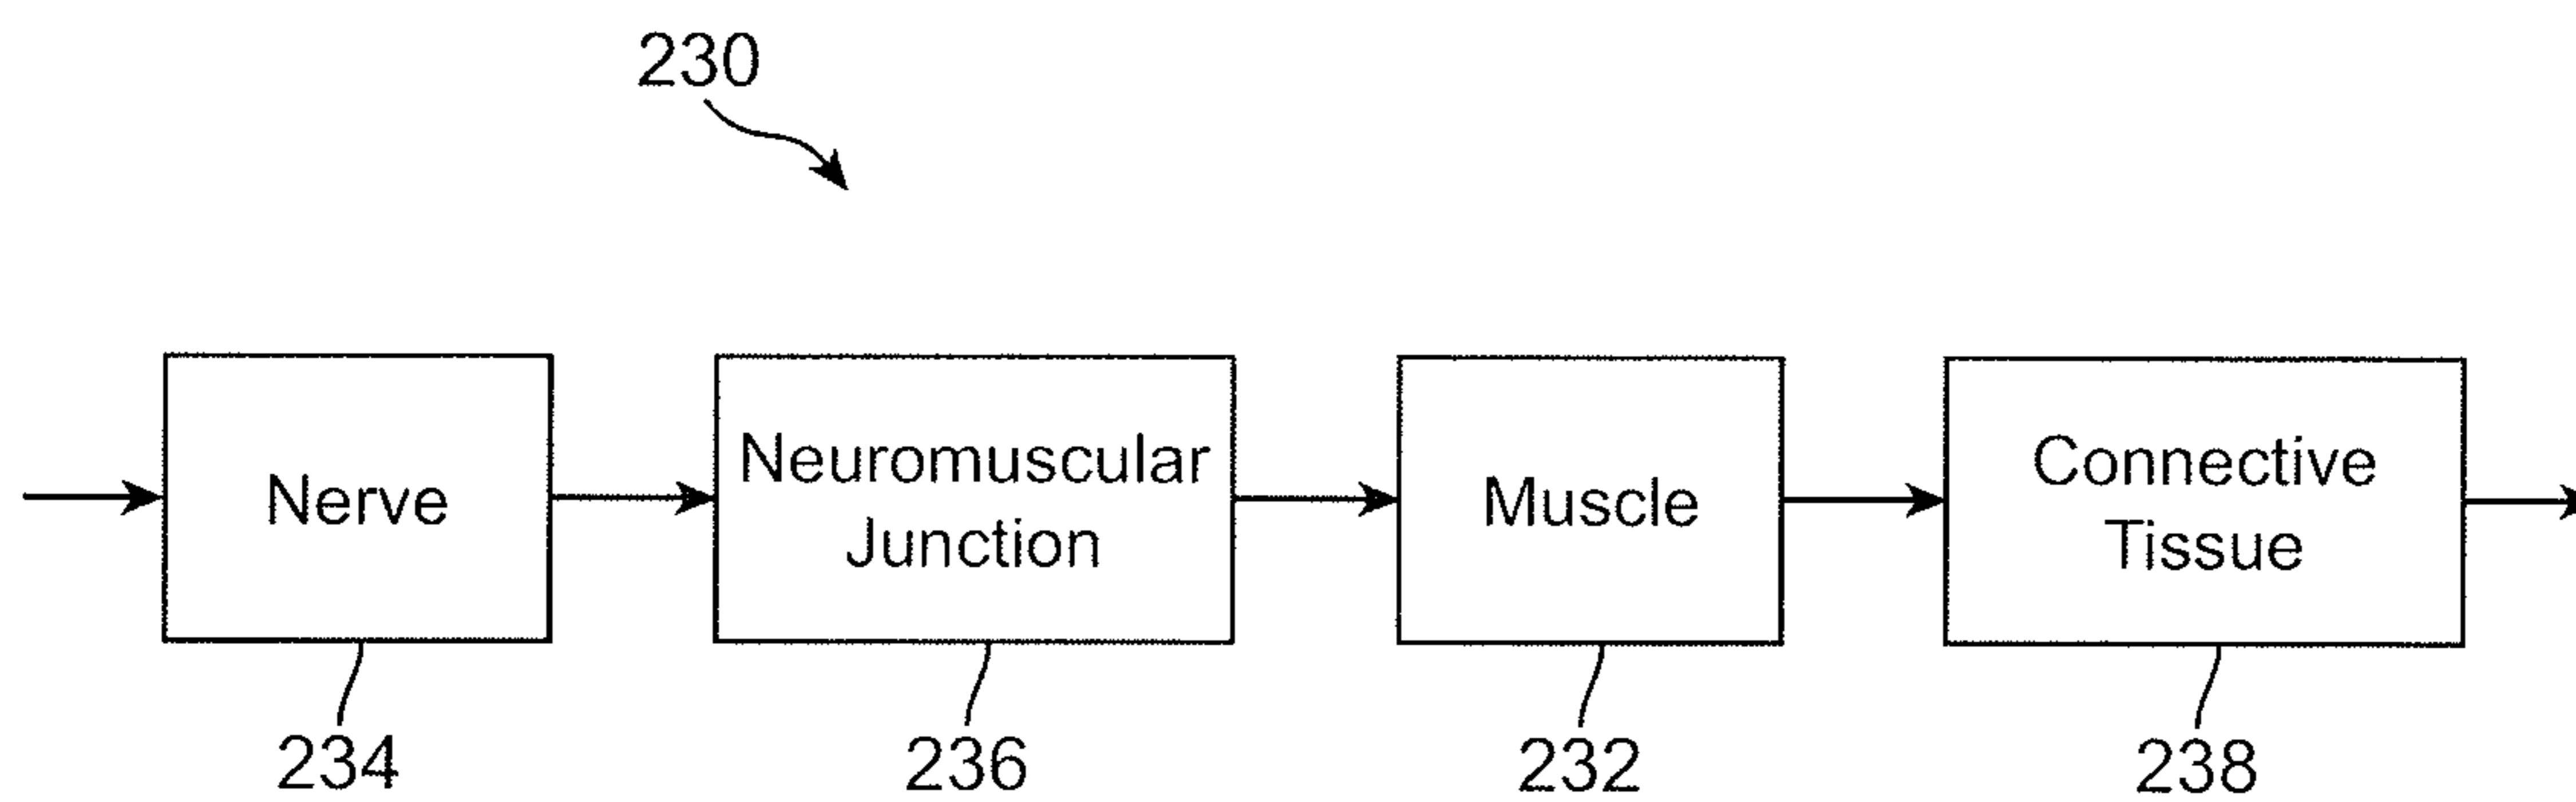 230
Nerve
Neuromuscular
Junction
Muscle
Connective
Tissue
234
236
232
238